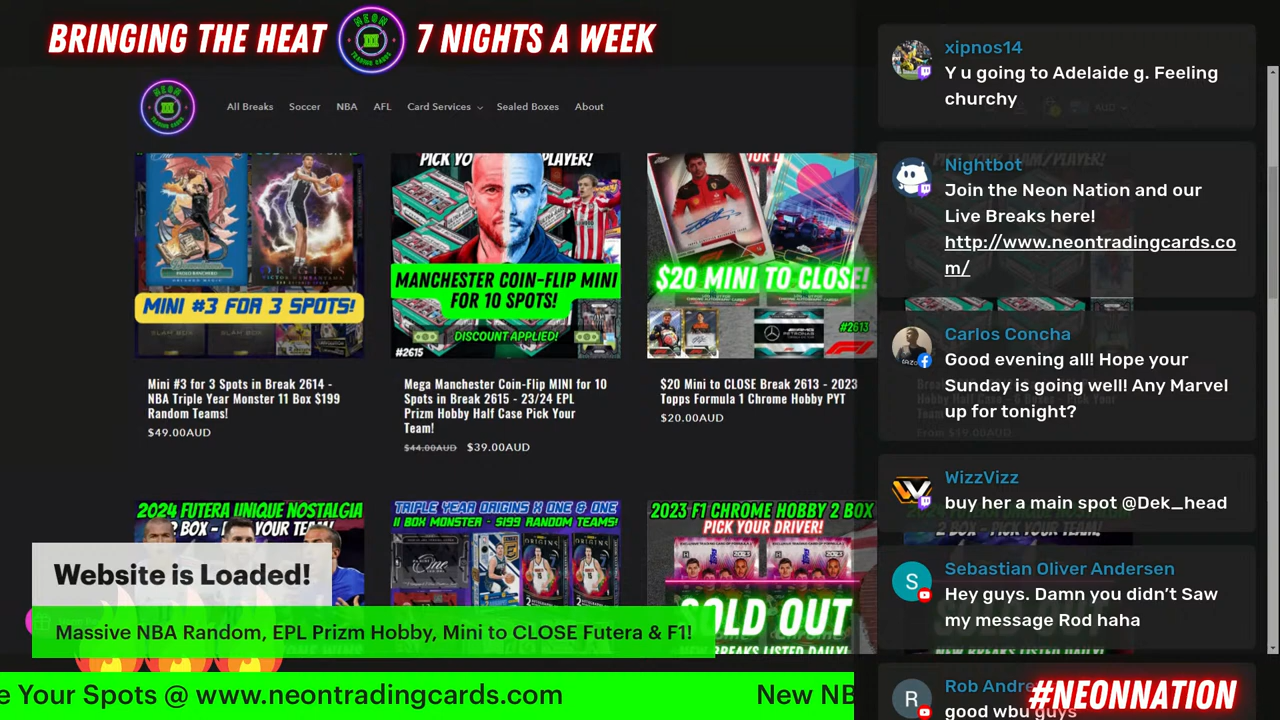 BRINGING THE HEAT
NEON
7 NIGHTS A WEEK
NEON
All Breaks
Soccer
NBA
AFL
Card Services
Sealed Boxes
About
AUD
MINI #3 FOR 3 SPOTS!
Mini #3 for 3 Spots in Break 2614 -
NBA Triple Year Monster 11 Box $199
Random Teams!
$49.00AUD
MANCHESTER COIN-FLIP MINI
FOR 10 SPOTS!
DISCOUNT APPLIED!
#2615
Mega Manchester Coin-Flip MINI for 10
Spots in Break 2615 - 23/24 EPL
Prizm Hobby Half Case Pick Your
Team!
$44.00AUD $39.00AUD
$20 MINI TO CLOSE!
#2613
$20 Mini to CLOSE Break 2613 - 2023
Topps Formula 1 Chrome Hobby PYT
$20.00AUD
2024 FUTERA UNIQUE NOSTALGIA
TRIPLE YEAR ORIGINS X ONE & ONE
11 BOX MONSTER - $199 RANDOM TEAMS!
2023 F1 CHROME HOBBY 2 BOX
PICK YOUR DRIVER!
SOLD OUT
NEW BREAKS LISTED DAILY!
Website is Loaded!
Massive NBA Random, EPL Prizm Hobby, Mini to CLOSE Futera & F1!
e Your Spots @ www.neontradingcards.com
New NB
xipnos14
Y u going to Adelaide g. Feeling
churchy
Nightbot
Join the Neon Nation and our
Live Breaks here!
http://www.neontradingcards.co
m/
Carlos Concha
Good evening all! Hope your
Sunday is going well! Any Marvel
up for tonight?
WizzVizz
buy her a main spot @Dek_head
Sebastian Oliver Andersen
Hey guys. Damn you didn’t Saw
my message Rod haha
Rob Andre
good wbu guys
#NEONNATION